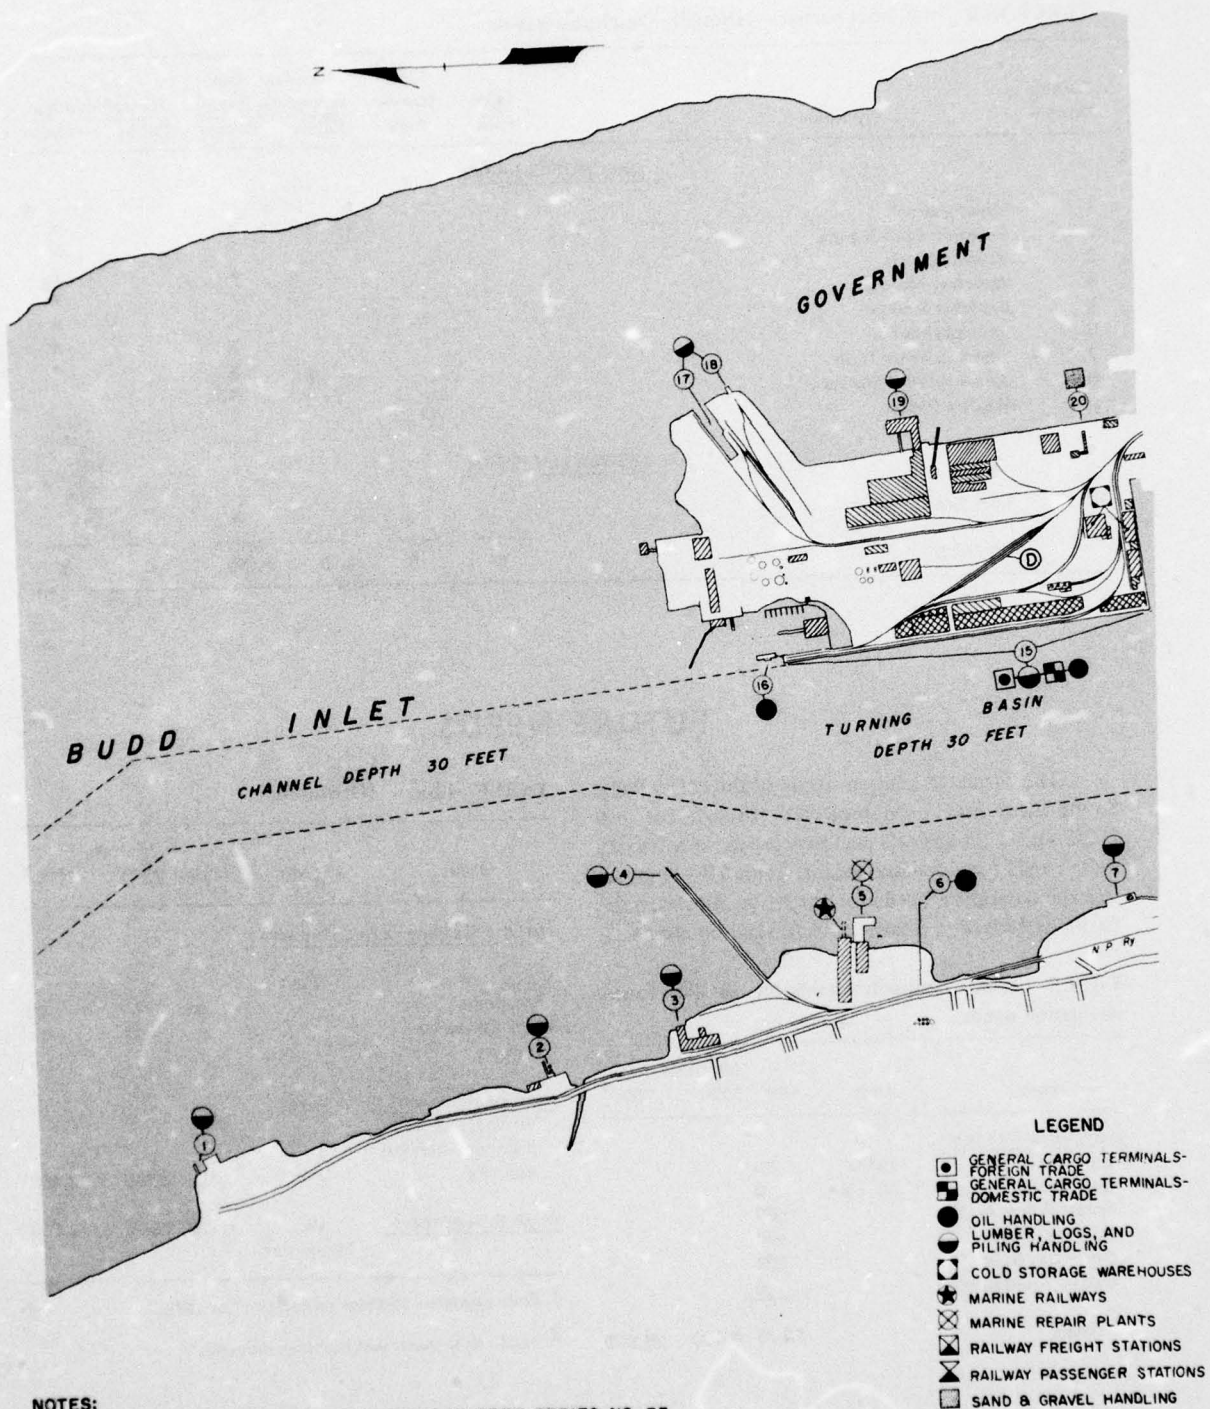 Z
GOVERNMENT
18
17
19
20
D
15
16
BUDD INLET
TURNING BASIN
DEPTH 30 FEET
CHANNEL DEPTH 30 FEET
4
5
6
7
N P Ry
3
2
1
LEGEND
GENERAL CARGO TERMINALS-
FOREIGN TRADE
GENERAL CARGO TERMINALS-
DOMESTIC TRADE
OIL HANDLING
LUMBER, LOGS, AND
PILING HANDLING
COLD STORAGE WAREHOUSES
MARINE RAILWAYS
MARINE REPAIR PLANTS
RAILWAY FREIGHT STATIONS
RAILWAY PASSENGER STATIONS
SAND & GRAVEL HANDLING
NOTES: